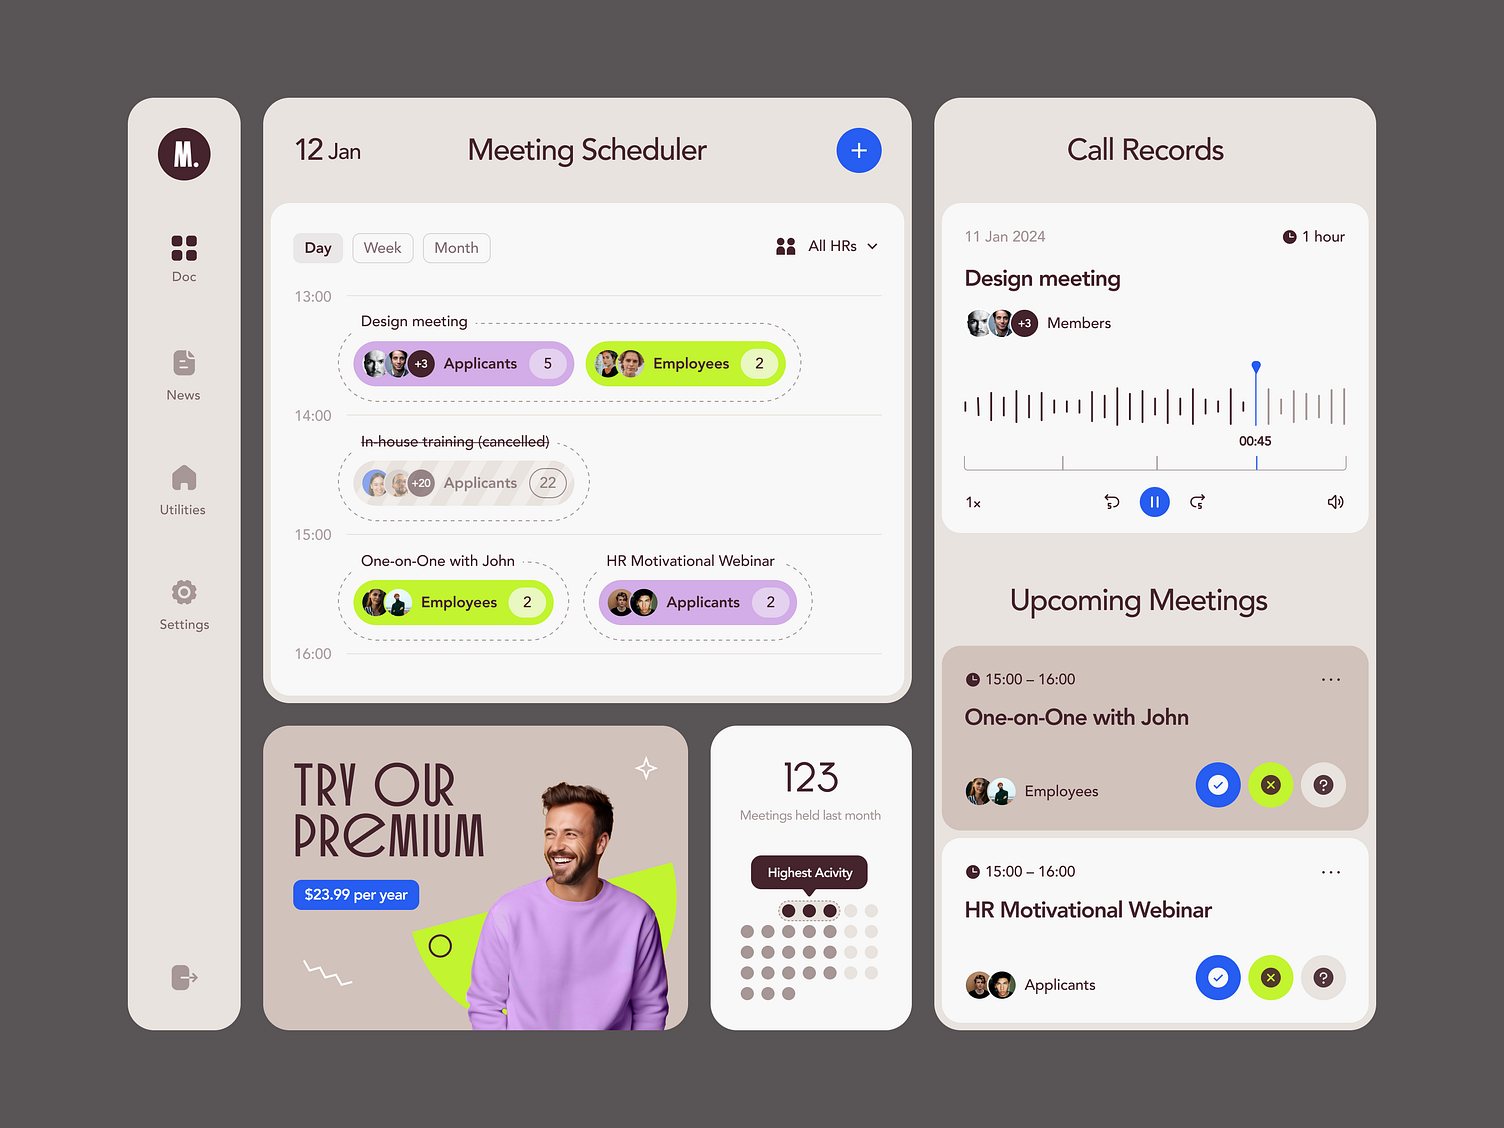 M.
Doc
News
Utilities
Settings
12 Jan
Meeting Scheduler
Day
Week
Month
All HRs
13:00
Design meeting
+3
Applicants
5
Employees
2
14:00
In-house training (cancelled)
+20
Applicants
22
15:00
One-on-One with John
Employees
2
HR Motivational Webinar
Applicants
2
16:00
TRY OUR
PREMIUM
$23.99 per year
123
Meetings held last month
Highest Acivity
Call Records
11 Jan 2024
1 hour
Design meeting
+3
Members
00:45
1×
5
5
Upcoming Meetings
15:00 – 16:00
One-on-One with John
Employees
?
15:00 – 16:00
HR Motivational Webinar
Applicants
?